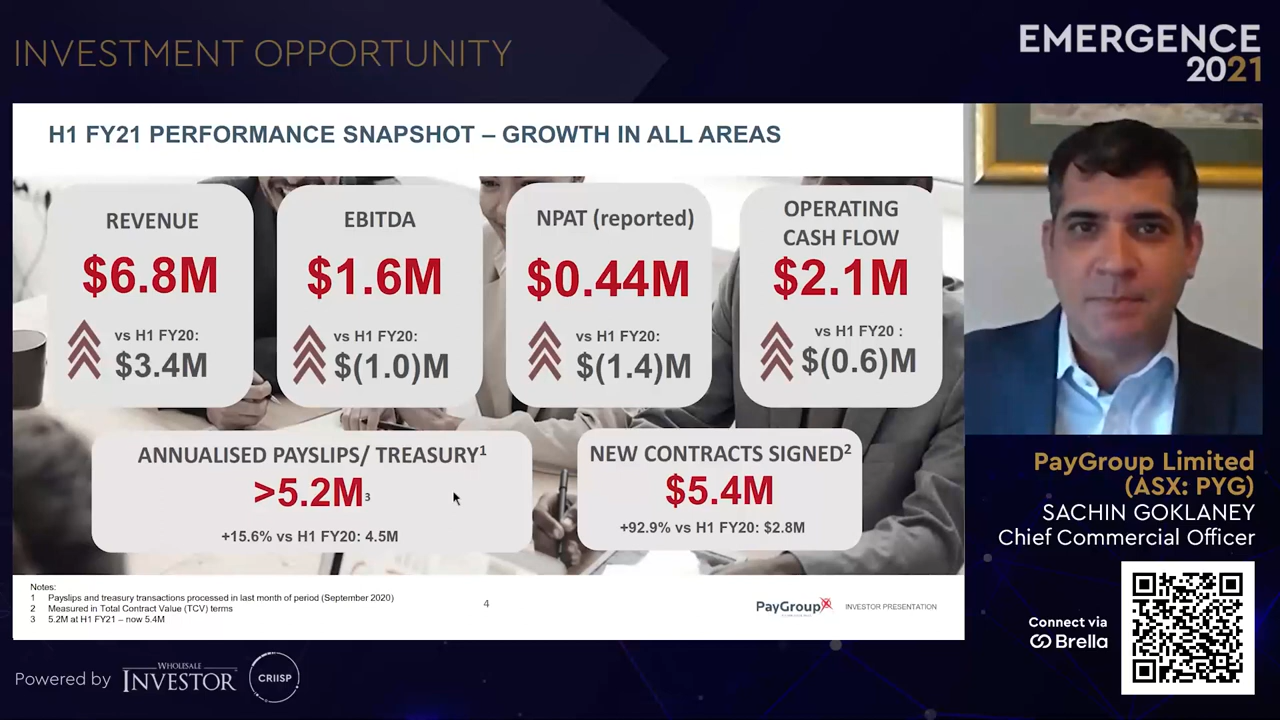 INVESTMENT OPPORTUNITY
EMERGENCE
2021
H1 FY21 PERFORMANCE SNAPSHOT – GROWTH IN ALL AREAS
REVENUE
$6.8M
vs H1 FY20:
$3.4M
EBITDA
$1.6M
vs H1 FY20:
$(1.0)M
NPAT (reported)
$0.44M
vs H1 FY20:
$(1.4)M
OPERATING
CASH FLOW
$2.1M
vs H1 FY20 :
$(0.6)M
ANNUALISED PAYSLIPS/ TREASURY1
>5.2M3
+15.6% vs H1 FY20: 4.5M
NEW CONTRACTS SIGNED2
$5.4M
+92.9% vs H1 FY20: $2.8M
Notes:
1 Payslips and treasury transactions processed in last month of period (September 2020)
2 Measured in Total Contract Value (TCV) terms
3 5.2M at H1 FY21 – now 5.4M
4
PayGroup
INVESTOR PRESENTATION
PayGroup Limited
(ASX: PYG)
SACHIN GOKLANEY
Chief Commercial Officer
Connect via
Brella
Powered by
WHOLESALE
INVESTOR
CRIISP